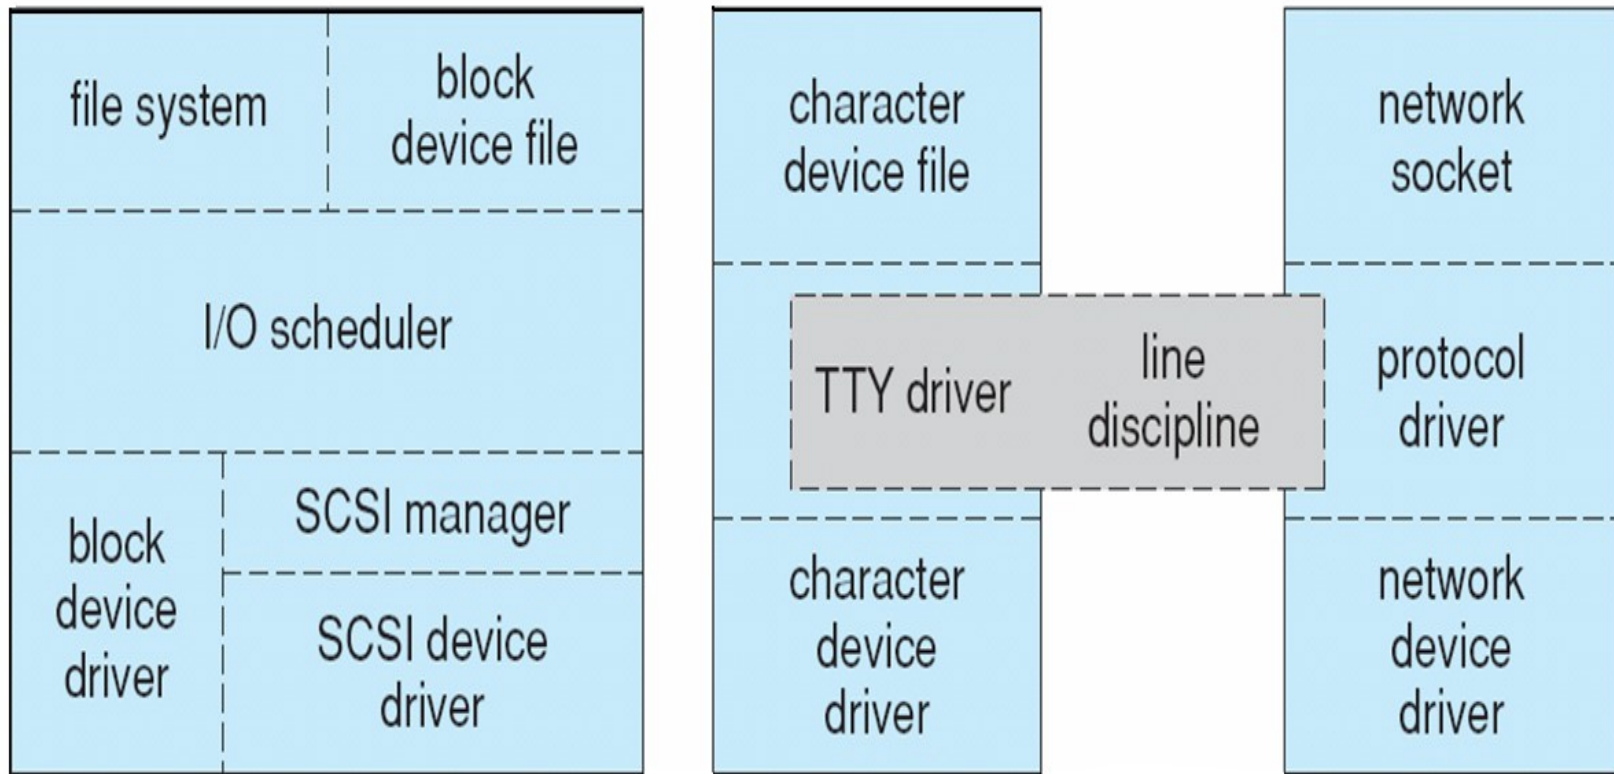 file system
block
device file
I/O scheduler
block
device
driver
SCSI manager
SCSI device
driver
character
device file
TTY driver
line
discipline
character
device
driver
network
socket
protocol
driver
network
device
driver